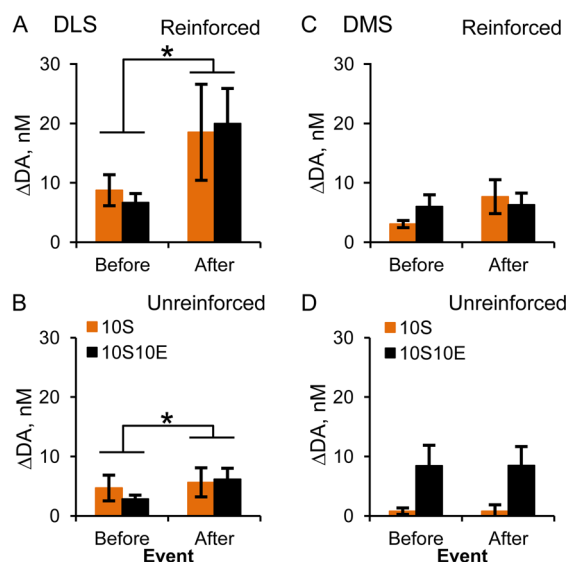 A DLS Reinforced
ΔDA, nM
30
20
10
0
*
Before After
C DMS Reinforced
ΔDA, nM
30
20
10
0
Before After
B Unreinforced
ΔDA, nM
30
20
10
0
10S
10S10E
*
Before After
Event
D Unreinforced
ΔDA, nM
30
20
10
0
10S
10S10E
Before After
Event